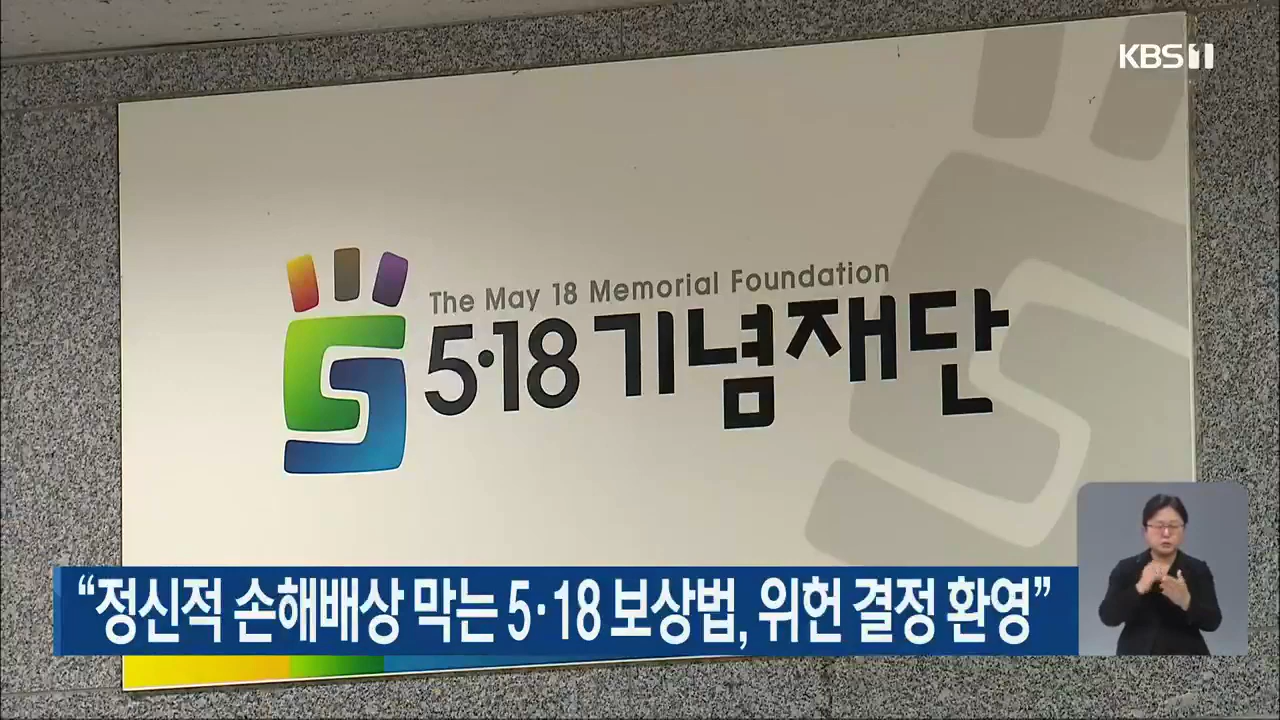 KBS 1
The May 18 Memorial Foundation
5·18 기념재단
“정신적 손해배상 막는 5·18 보상법, 위헌 결정 환영”